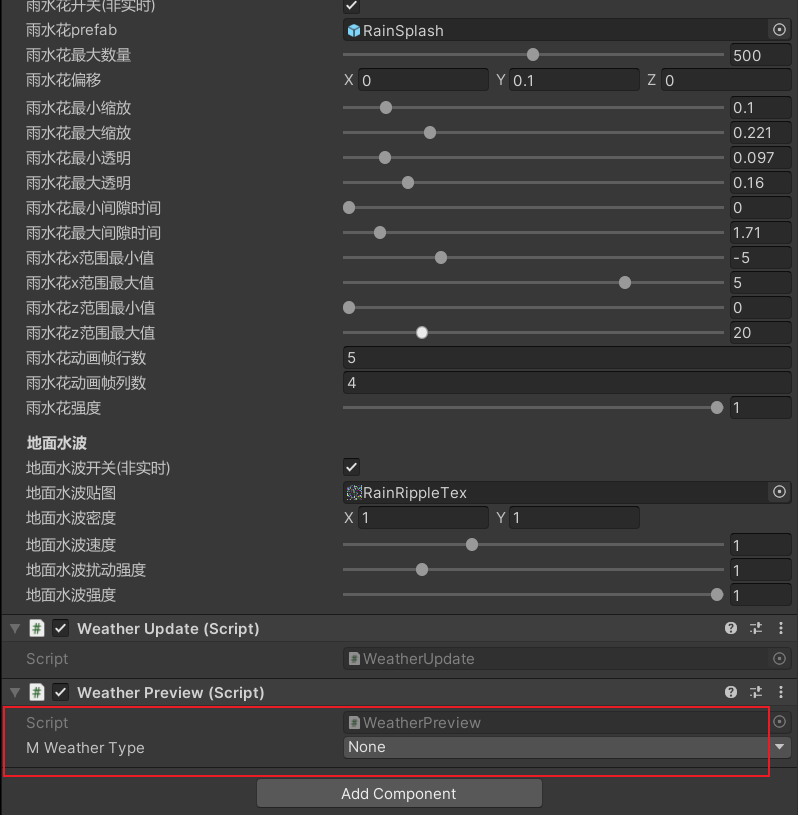 雨水花开关(非实时)
雨水花prefab RainSplash
雨水花最大数量 500
雨水花偏移 X 0 Y 0.1 Z 0
雨水花最小缩放 0.1
雨水花最大缩放 0.221
雨水花最小透明 0.097
雨水花最大透明 0.16
雨水花最小间隙时间 0
雨水花最大间隙时间 1.71
雨水花x范围最小值 -5
雨水花x范围最大值 5
雨水花z范围最小值 0
雨水花z范围最大值 20
雨水花动画帧行数 5
雨水花动画帧列数 4
雨水花强度 1
地面水波
地面水波开关(非实时)
地面水波贴图 RainRippleTex
地面水波密度 X 1 Y 1
地面水波速度 1
地面水波扰动强度 1
地面水波强度 1
# Weather Update (Script)
Script # WeatherUpdate
# Weather Preview (Script)
Script # WeatherPreview
M Weather Type None
Add Component